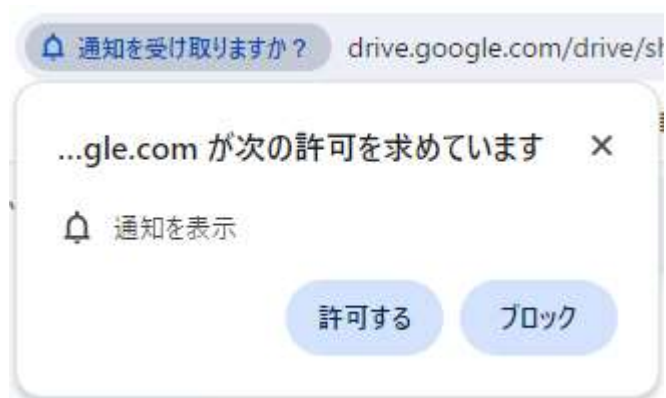 通知を受け取りますか？ drive.google.com/drive/sh
...gle.com が次の許可を求めています ×
通知を表示
許可する ブロック